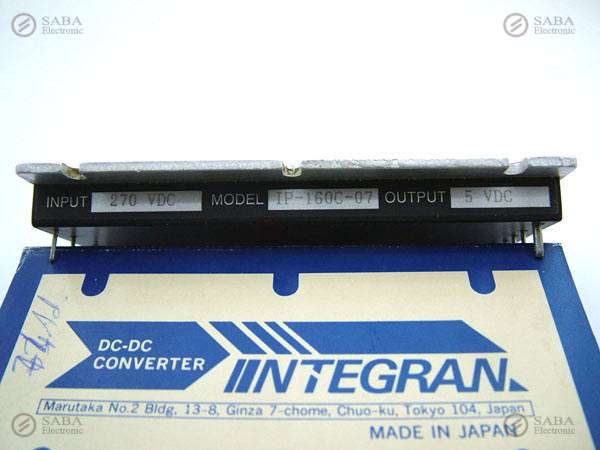 SABA
Electronic
SABA
Electronic
INPUT 270 VDC MODEL IP-160C-07 OUTPUT 5 VDC
DC-DC
CONVERTER
INTEGRAN
Marutaka No.2 Bldg, 13-8, Ginza 7-chome, Chuo-ku, Tokyo 104, Japan
MADE IN JAPAN
SABA
Electronic
SABA
Electronic